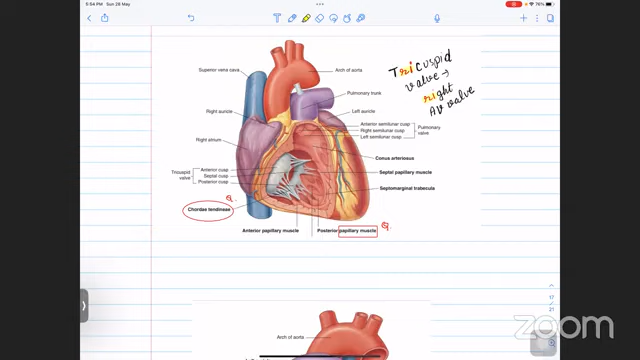 5:54 PM Sun 28 May
76%
Superior vena cava
Arch of aorta
Tricuspid
valve →
right
AV valve
Pulmonary trunk
Right auricle
Left auricle
Anterior semilunar cusp
Right semilunar cusp
Left semilunar cusp
Pulmonary
valve
Right atrium
Conus arteriosus
Tricuspid
valve
Anterior cusp
Septal cusp
Posterior cusp
Septal papillary muscle
Septomarginal trabecula
Q.
Chordae tendineae
Anterior papillary muscle
Posterior papillary muscle
Q.
17
21
zoom
Arch of aorta